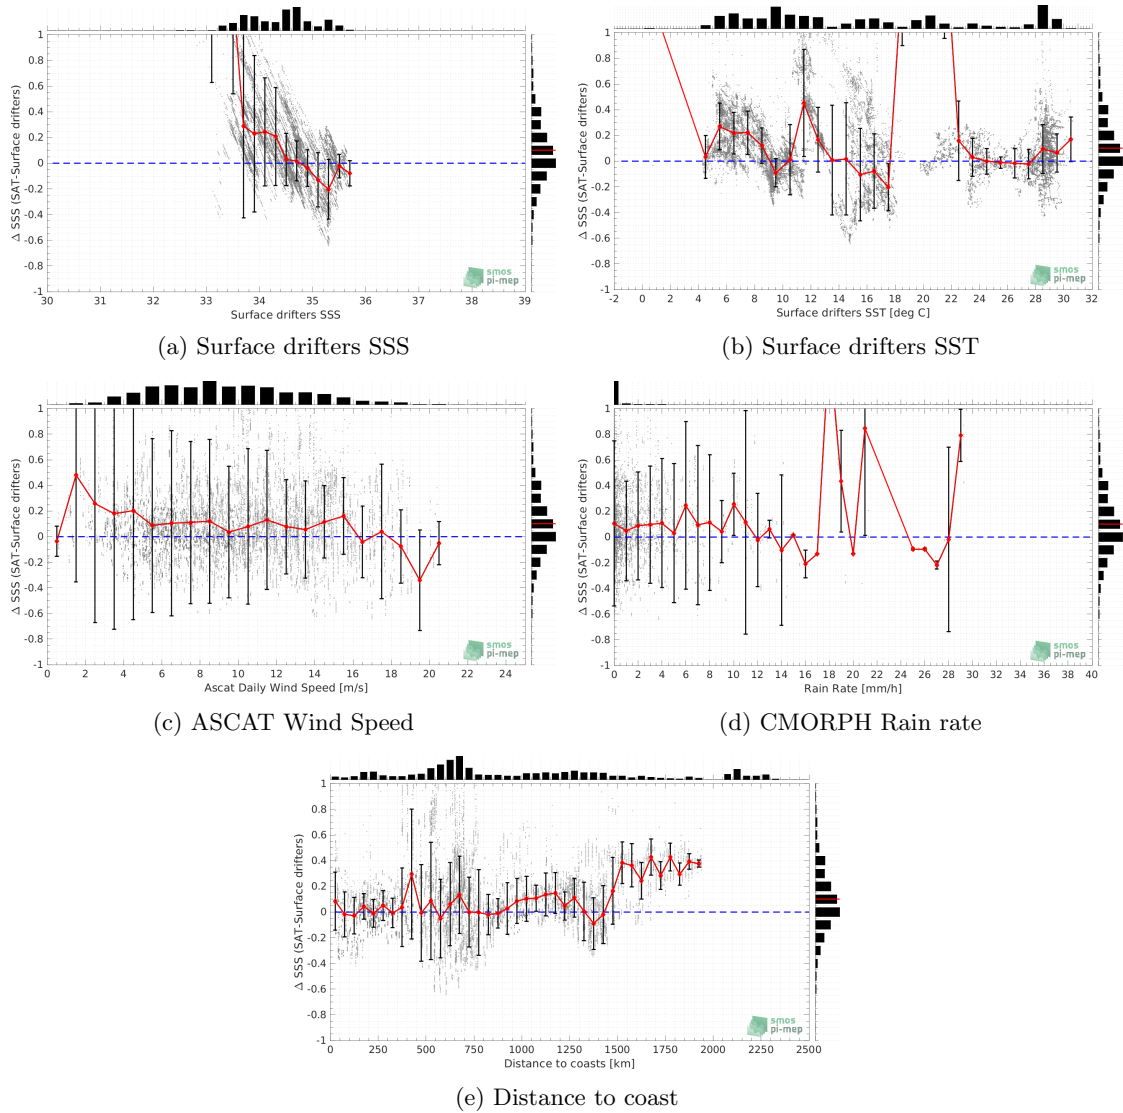 Δ SSS (SAT-Surface drifters)
1
0.8
0.6
0.4
0.2
0
-0.2
-0.4
-0.6
-0.8
-1
30 31 32 33 34 35 36 37 38 39
Surface drifters SSS
smos
pi-mep
(a) Surface drifters SSS
Δ SSS (SAT-Surface drifters)
1
0.8
0.6
0.4
0.2
0
-0.2
-0.4
-0.6
-0.8
-1
-2 0 2 4 6 8 10 12 14 16 18 20 22 24 26 28 30 32
Surface drifters SST [deg C]
smos
pi-mep
(b) Surface drifters SST
Δ SSS (SAT-Surface drifters)
1
0.8
0.6
0.4
0.2
0
-0.2
-0.4
-0.6
-0.8
-1
0 2 4 6 8 10 12 14 16 18 20 22 24
Ascat Daily Wind Speed [m/s]
smos
pi-mep
(c) ASCAT Wind Speed
Δ SSS (SAT-Surface drifters)
1
0.8
0.6
0.4
0.2
0
-0.2
-0.4
-0.6
-0.8
-1
0 2 4 6 8 10 12 14 16 18 20 22 24 26 28 30 32 34 36 38 40
Rain Rate [mm/h]
smos
pi-mep
(d) CMORPH Rain rate
Δ SSS (SAT-Surface drifters)
1
0.8
0.6
0.4
0.2
0
-0.2
-0.4
-0.6
-0.8
-1
0 250 500 750 1000 1250 1500 1750 2000 2250 2500
Distance to coasts [km]
smos
pi-mep
(e) Distance to coast